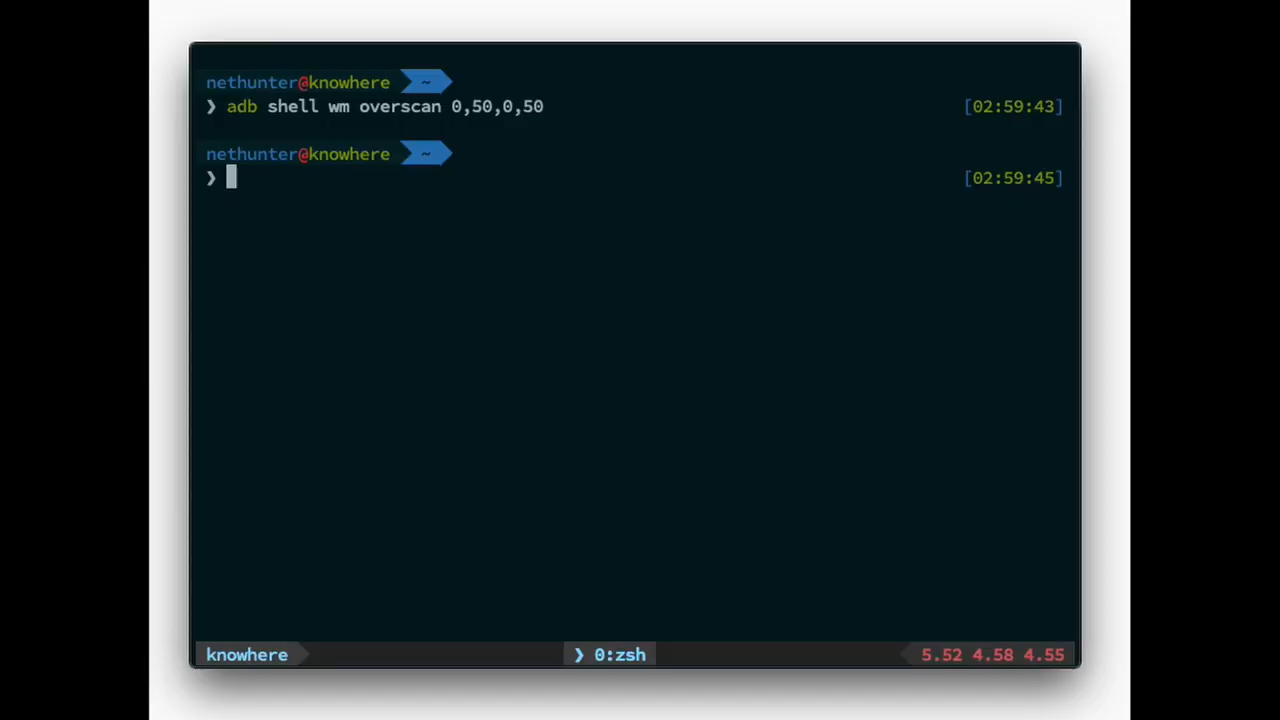 nethunter@knowhere ~
❯ adb shell wm overscan 0,50,0,50 [02:59:43]
nethunter@knowhere ~
❯ [02:59:45]
knowhere ❯ 0:zsh 5.52 4.58 4.55